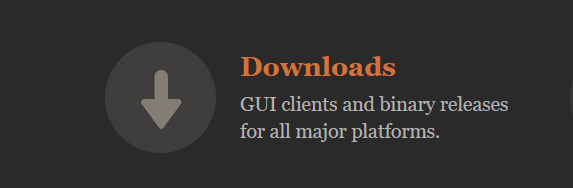 Downloads
GUI clients and binary releases
for all major platforms.